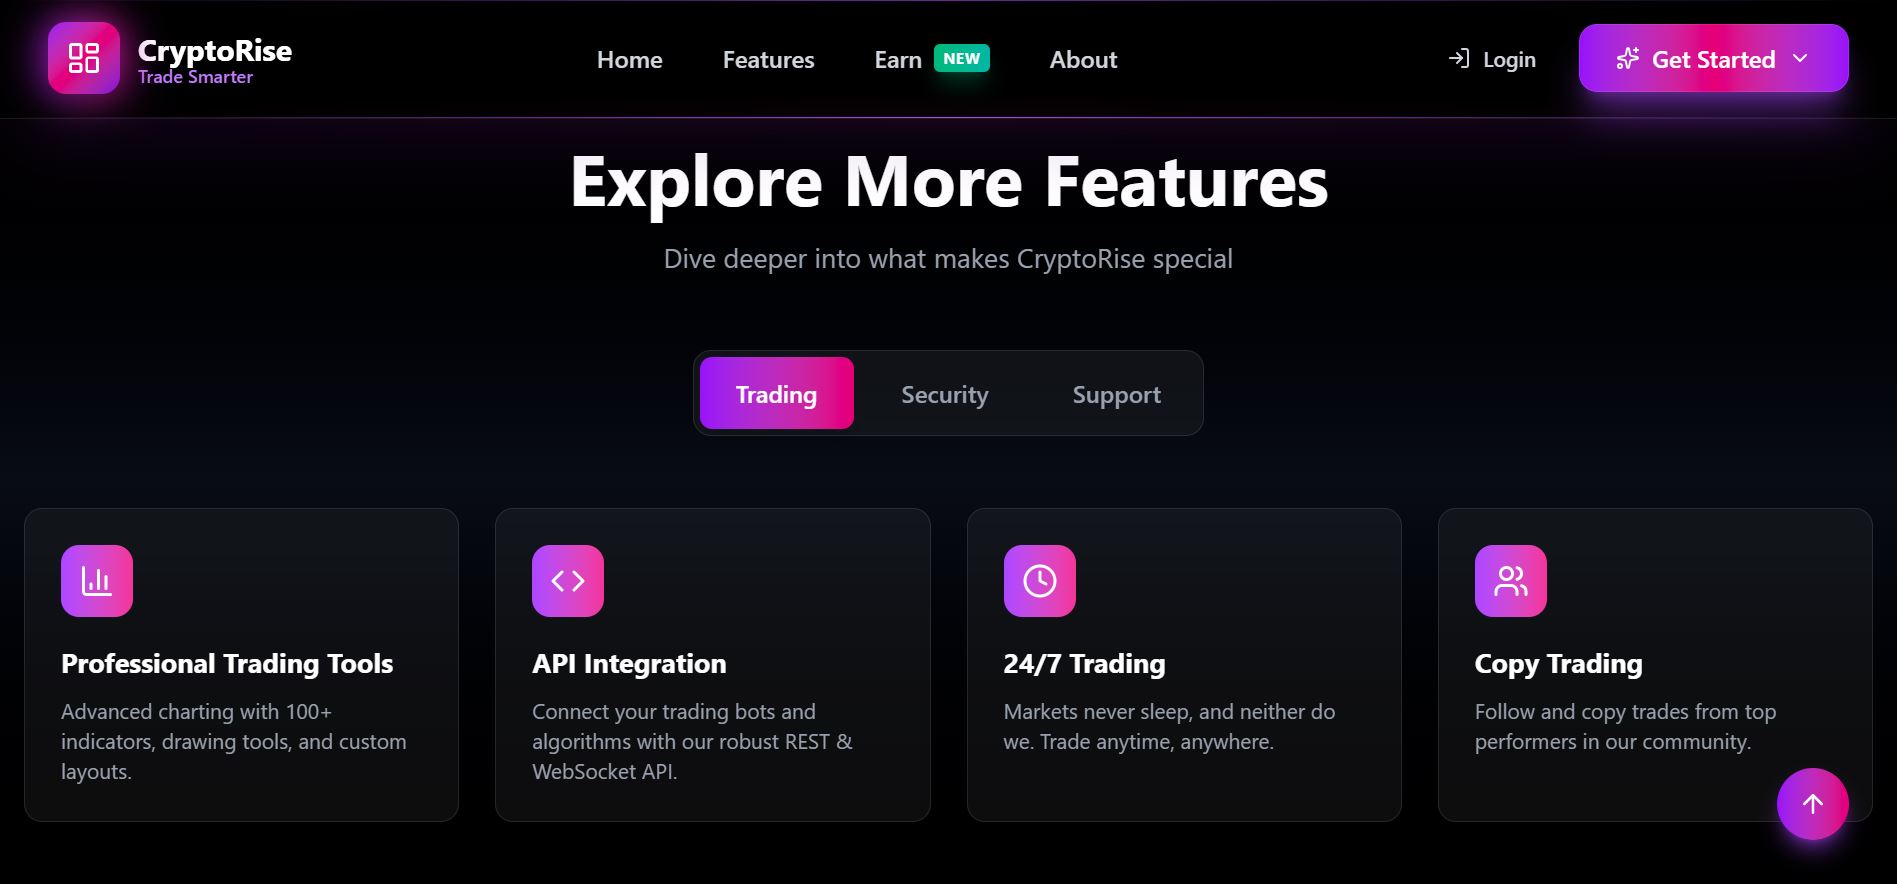 CryptoRise
Trade Smarter
Home
Features
Earn NEW
About
Login
Get Started
Explore More Features
Dive deeper into what makes CryptoRise special
Trading
Security
Support
Professional Trading Tools
Advanced charting with 100+
indicators, drawing tools, and custom
layouts.
API Integration
Connect your trading bots and
algorithms with our robust REST &
WebSocket API.
24/7 Trading
Markets never sleep, and neither do
we. Trade anytime, anywhere.
Copy Trading
Follow and copy trades from top
performers in our community.